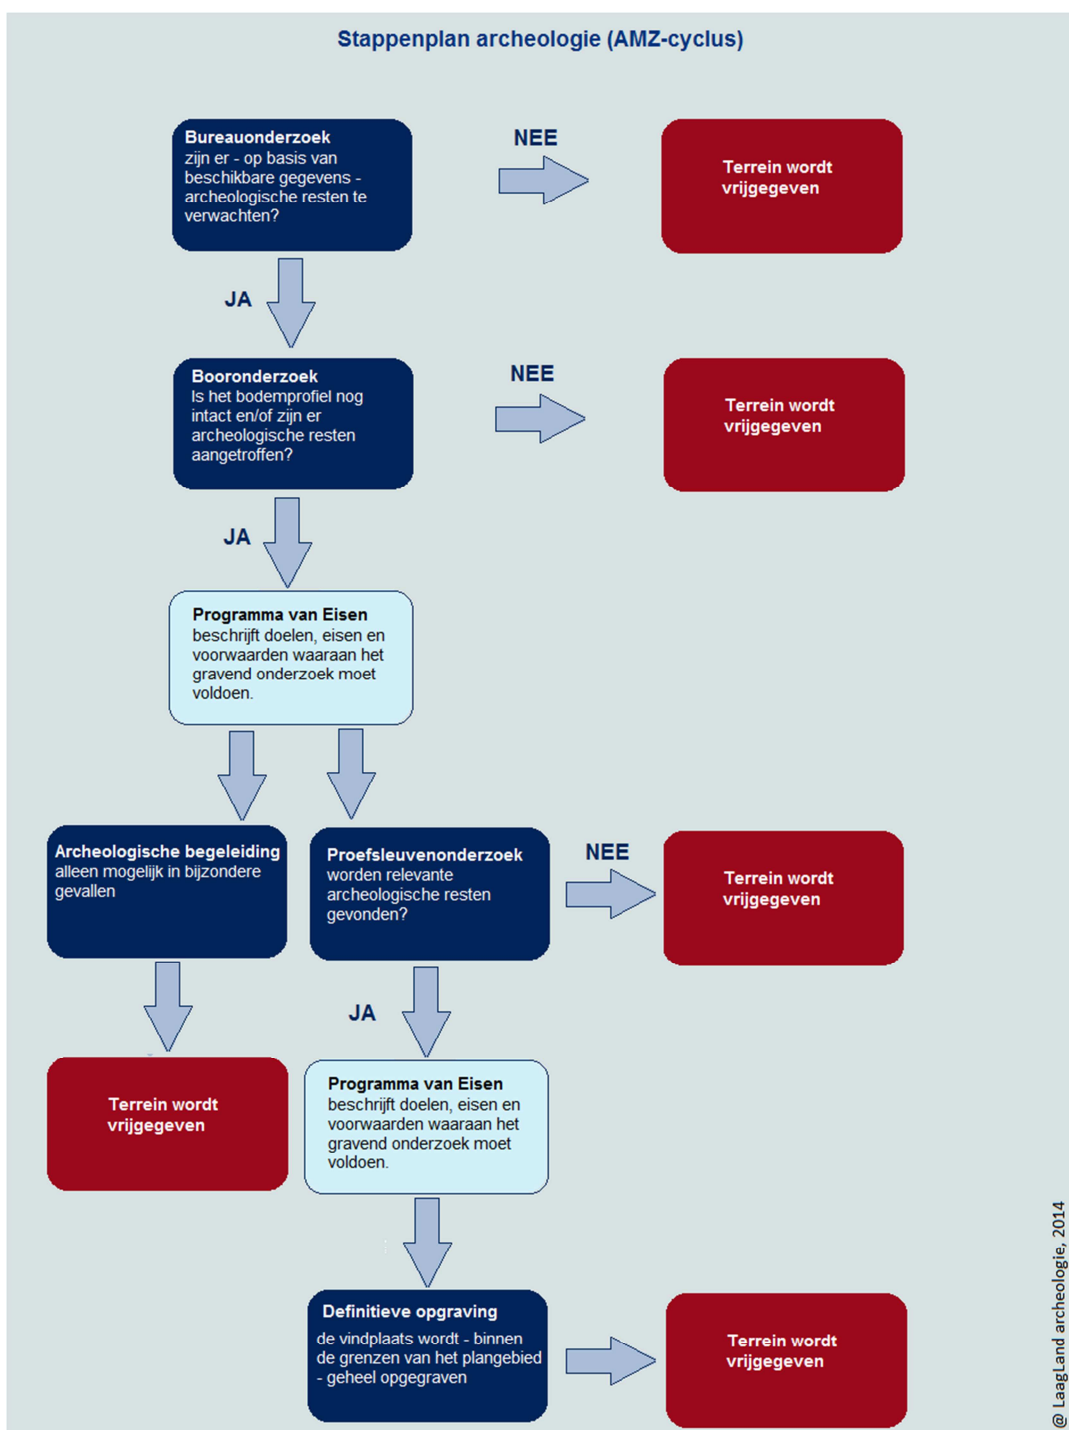 Stappenplan archeologie (AMZ-cyclus)
Bureauonderzoek
zijn er - op basis van
beschikbare gegevens -
archeologische resten te
verwachten?
NEE
Terrein wordt
vrijgegeven
JA
Booronderzoek
Is het bodemprofiel nog
intact en/of zijn er
archeologische resten
aangetroffen?
NEE
Terrein wordt
vrijgegeven
JA
Programma van Eisen
beschrijft doelen, eisen en
voorwaarden waaraan het
gravend onderzoek moet
voldoen.
Archeologische begeleiding
alleen mogelijk in bijzondere
gevallen
Proefsleuvenonderzoek
worden relevante
archeologische resten
gevonden?
NEE
Terrein wordt
vrijgegeven
JA
Terrein wordt
vrijgegeven
Programma van Eisen
beschrijft doelen, eisen en
voorwaarden waaraan het
gravend onderzoek moet
voldoen.
Definitieve opgraving
de vindplaats wordt - binnen
de grenzen van het plangebied
- geheel opgegraven
Terrein wordt
vrijgegeven
@ LaagLand archeologie, 2014